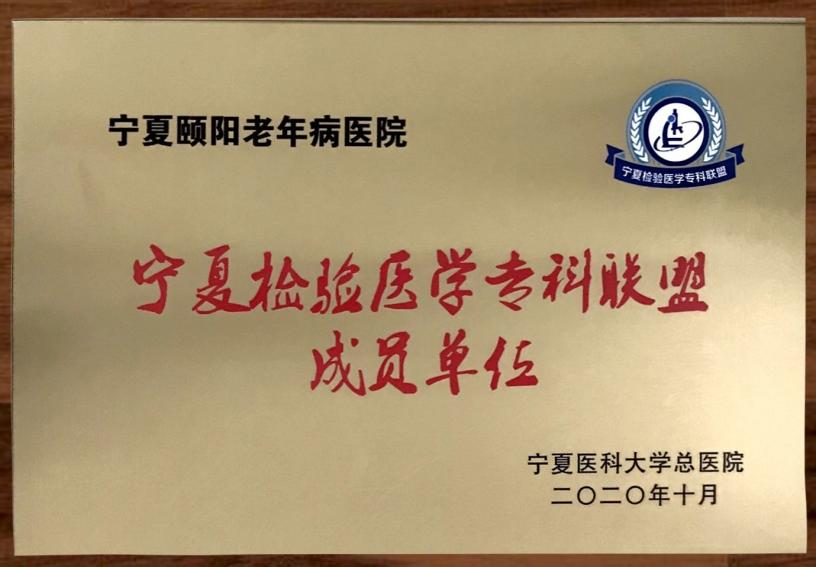 宁夏颐阳老年病医院
宁夏检验医学专科联盟
宁夏检验医学专科联盟
成员单位
宁夏医科大学总医院
二〇二〇年十月